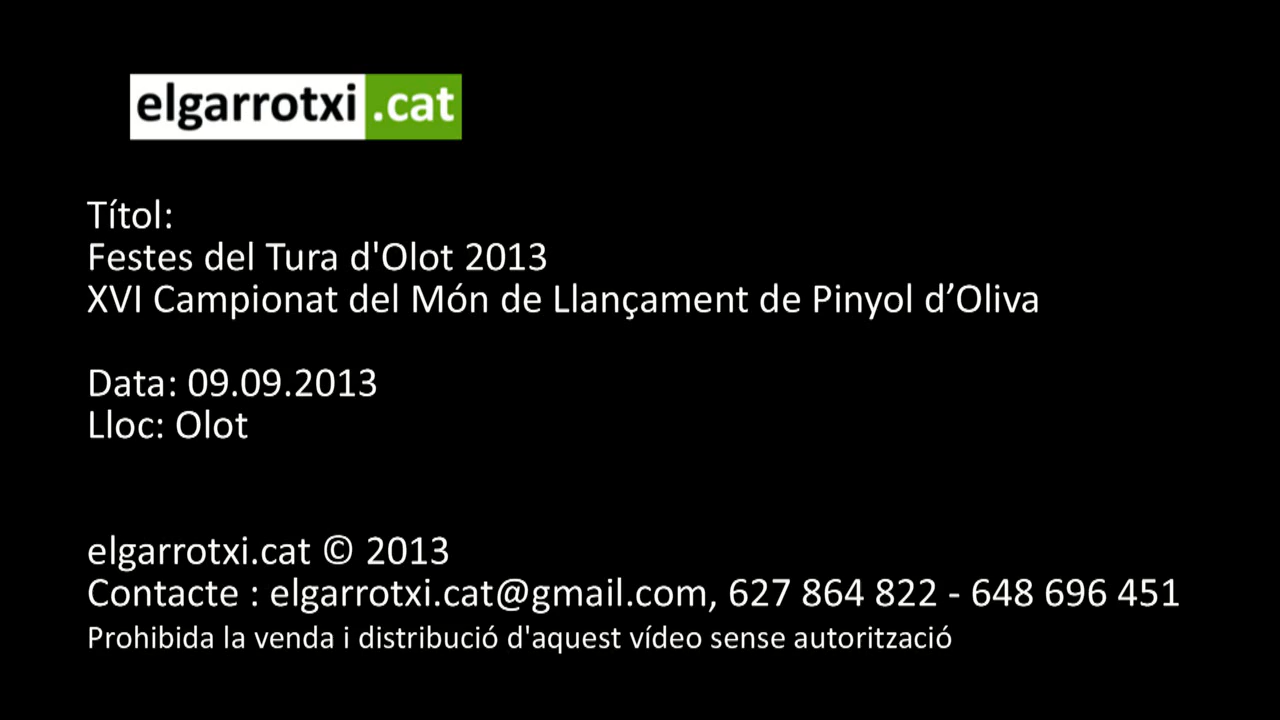 elgarrotxi.cat
Títol:
Festes del Tura d'Olot 2013
XVI Campionat del Món de Llançament de Pinyol d’Oliva
Data: 09.09.2013
Lloc: Olot
elgarrotxi.cat © 2013
Contacte : elgarrotxi.cat@gmail.com, 627 864 822 - 648 696 451
Prohibida la venda i distribució d'aquest vídeo sense autorització